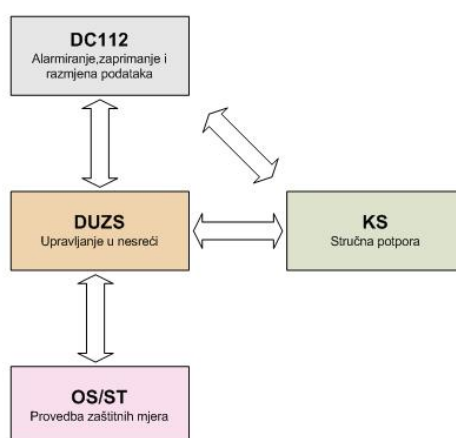 DC112
Alarmiranje,zaprimanje i
razmjena podataka
DUZS
Upravljanje u nesreći
KS
Stručna potpora
OS/ST
Provedba zaštitnih mjera